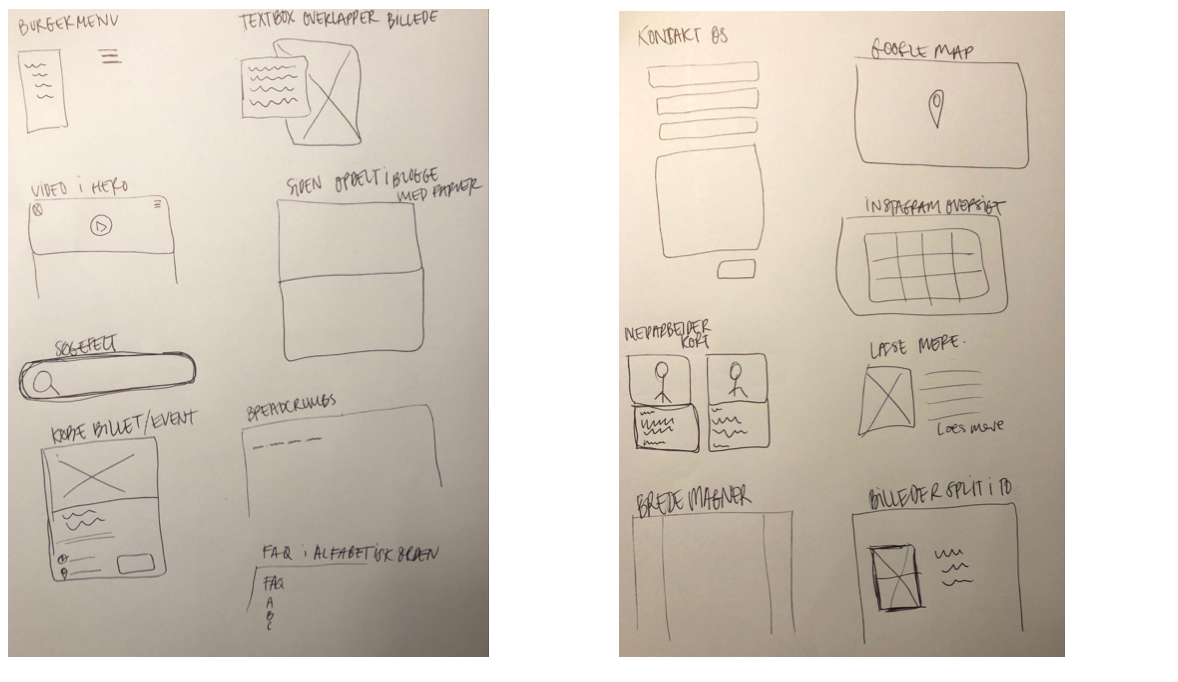 BURGERMENU
TEXTBOX OVERLAPPER BILLEDE
VIDEO I HERO
SIDEN OPDELT I BLOGGE
MED FARVER
SØGEFELT
KØBE BILLET/EVENT
BREADCRUMBS
FAQ I ALFABETISK ORDEN
FAQ
A
B
C
KONTAKT OS
GOOGLE MAP
INSTAGRAM OVERSIGT
MEDARBEJDER
KORT
LÆSE MERE.
Læs mere
BREDE MAGNER
BILLEDER SPLIT I TO